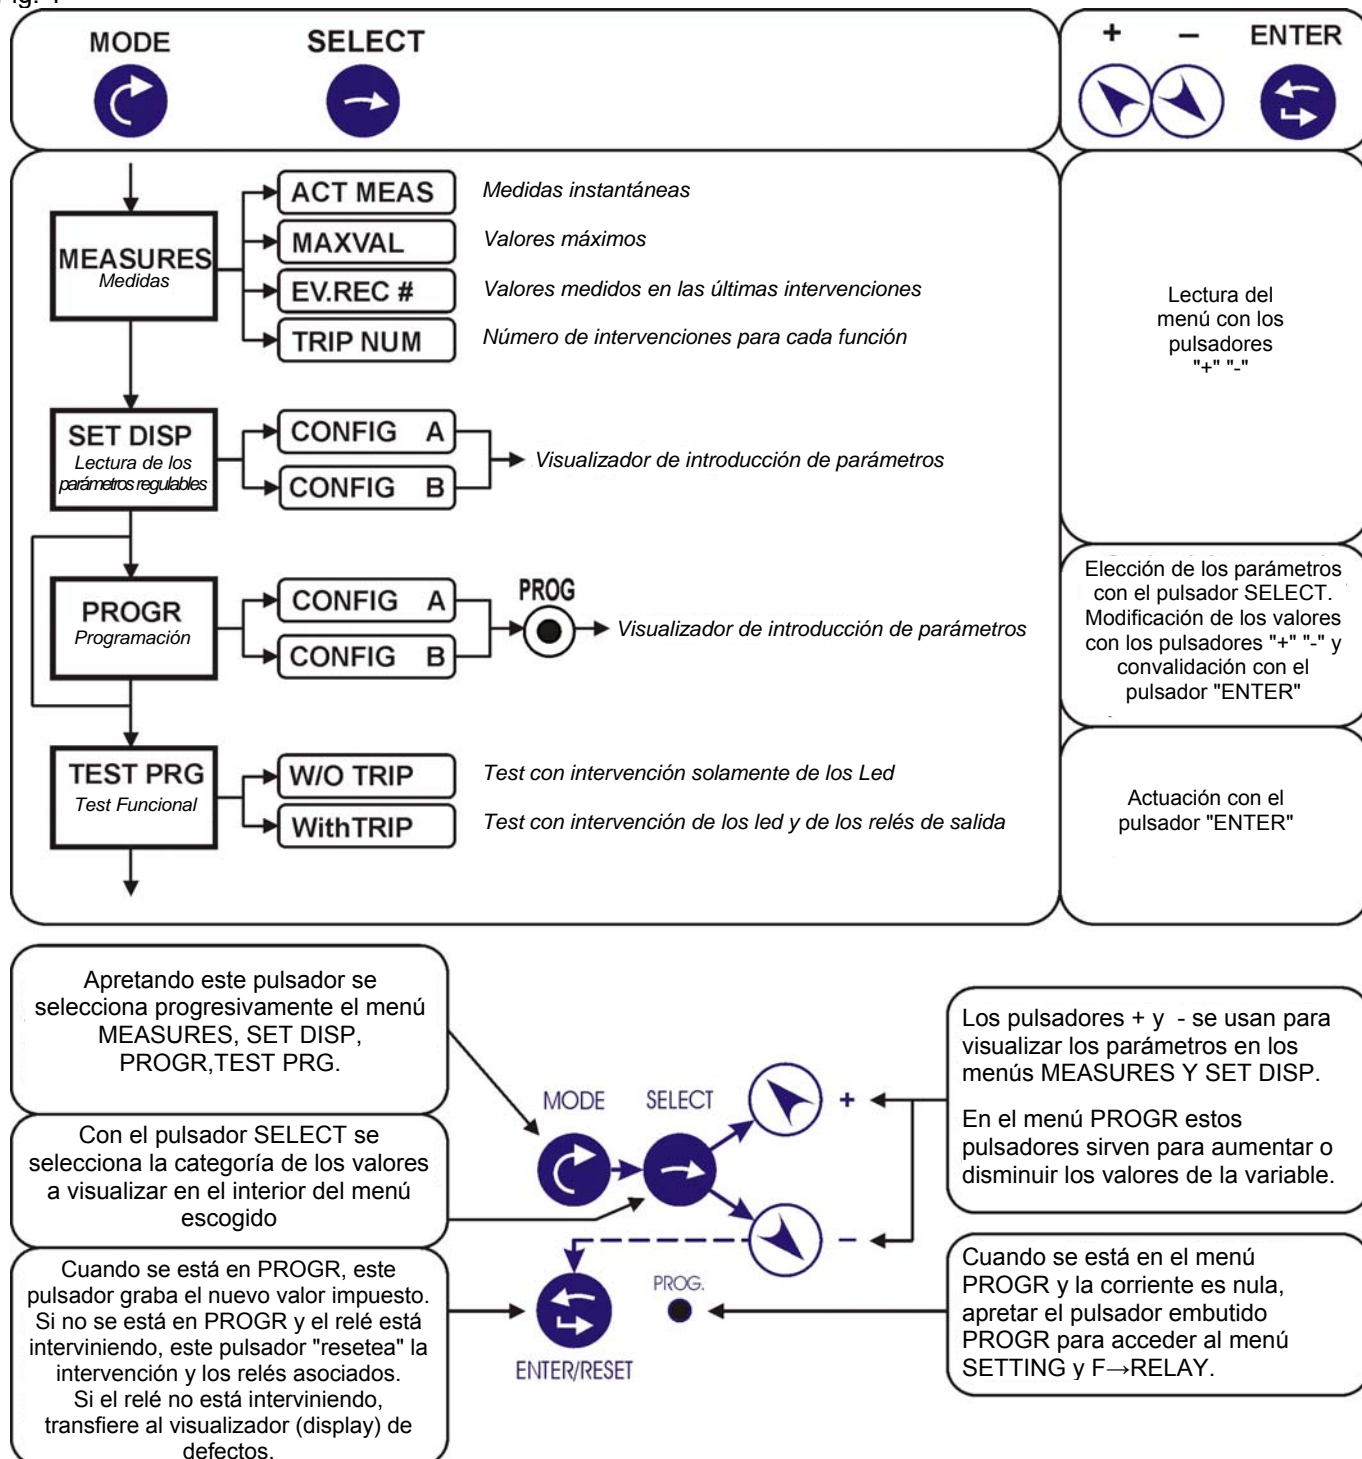 MODE SELECT + – ENTER
MEASURES
Medidas
ACT MEAS Medidas instantáneas
MAXVAL Valores máximos
EV.REC # Valores medidos en las últimas intervenciones
TRIP NUM Número de intervenciones para cada función
Lectura del
menú con los
pulsadores
"+" "-"
SET DISP
Lectura de los
parámetros regulables
CONFIG A
CONFIG B
Visualizador de introducción de parámetros
PROGR
Programación
CONFIG A
CONFIG B
PROG
Visualizador de introducción de parámetros
Elección de los parámetros
con el pulsador SELECT.
Modificación de los valores
con los pulsadores "+" "-" y
convalidación con el
pulsador "ENTER"
TEST PRG
Test Funcional
W/O TRIP Test con intervención solamente de los Led
WithTRIP Test con intervención de los led y de los relés de salida
Actuación con el
pulsador "ENTER"
Apretando este pulsador se
selecciona progresivamente el menú
MEASURES, SET DISP,
PROGR,TEST PRG.
Con el pulsador SELECT se
selecciona la categoría de los valores
a visualizar en el interior del menú
escogido
Cuando se está en PROGR, este
pulsador graba el nuevo valor impuesto.
Si no se está en PROGR y el relé está
interviniendo, este pulsador "resetea" la
intervención y los relés asociados.
Si el relé no está interviniendo,
transfiere al visualizador (display) de
defectos.
MODE SELECT +
–
PROG.
ENTER/RESET
Los pulsadores + y - se usan para
visualizar los parámetros en los
menús MEASURES Y SET DISP.
En el menú PROGR estos
pulsadores sirven para aumentar o
disminuir los valores de la variable.
Cuando se está en el menú
PROGR y la corriente es nula,
apretar el pulsador embutido
PROGR para acceder al menú
SETTING y F→RELAY.